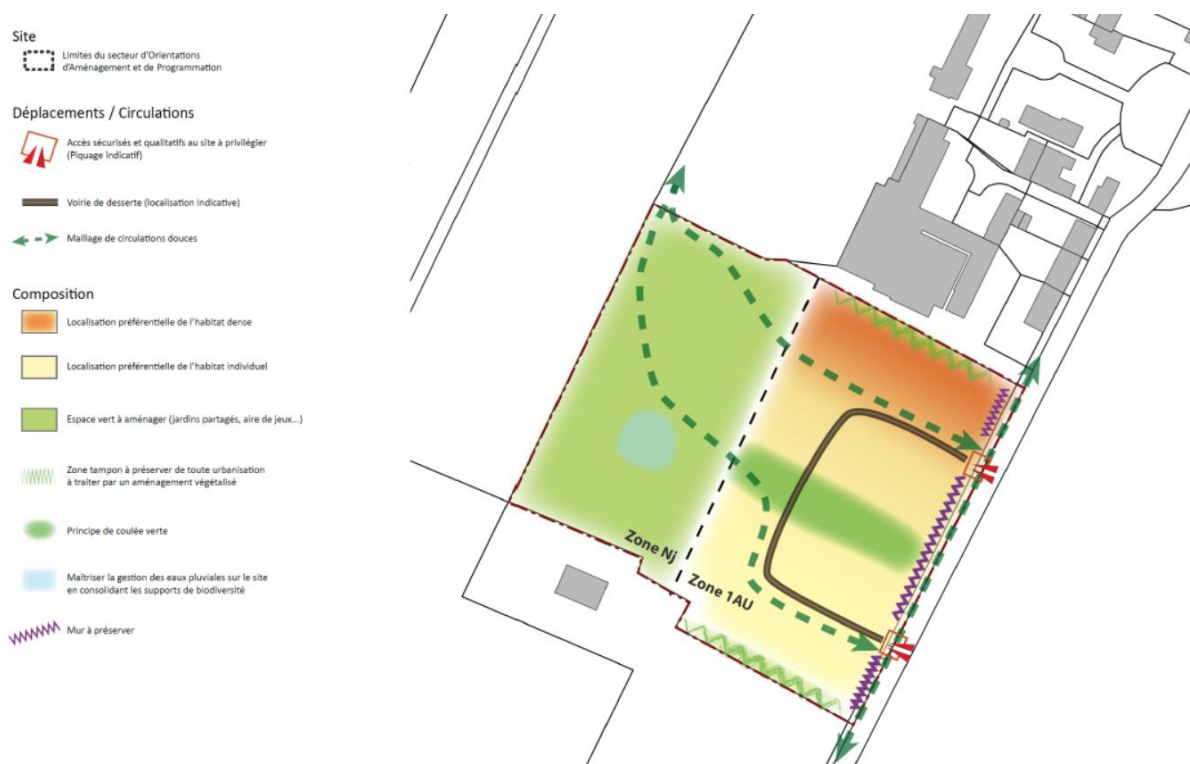 Site
Limites du secteur d'Orientations
d'Aménagement et de Programmation
Déplacements / Circulations
Accès sécurisés et qualitatifs au site à privilégier
(Piquage indicatif)
Voirie de desserte (localisation indicative)
Maillage de circulations douces
Composition
Localisation préférentielle de l'habitat dense
Localisation préférentielle de l'habitat individuel
Espace vert à aménager (jardins partagés, aire de jeux...)
Zone tampon à préserver de toute urbanisation
à traiter par un aménagement végétalisé
Principe de coulée verte
Maîtriser la gestion des eaux pluviales sur le site
en consolidant les supports de biodiversité
Mur à préserver
Zone Nj
Zone 1AU